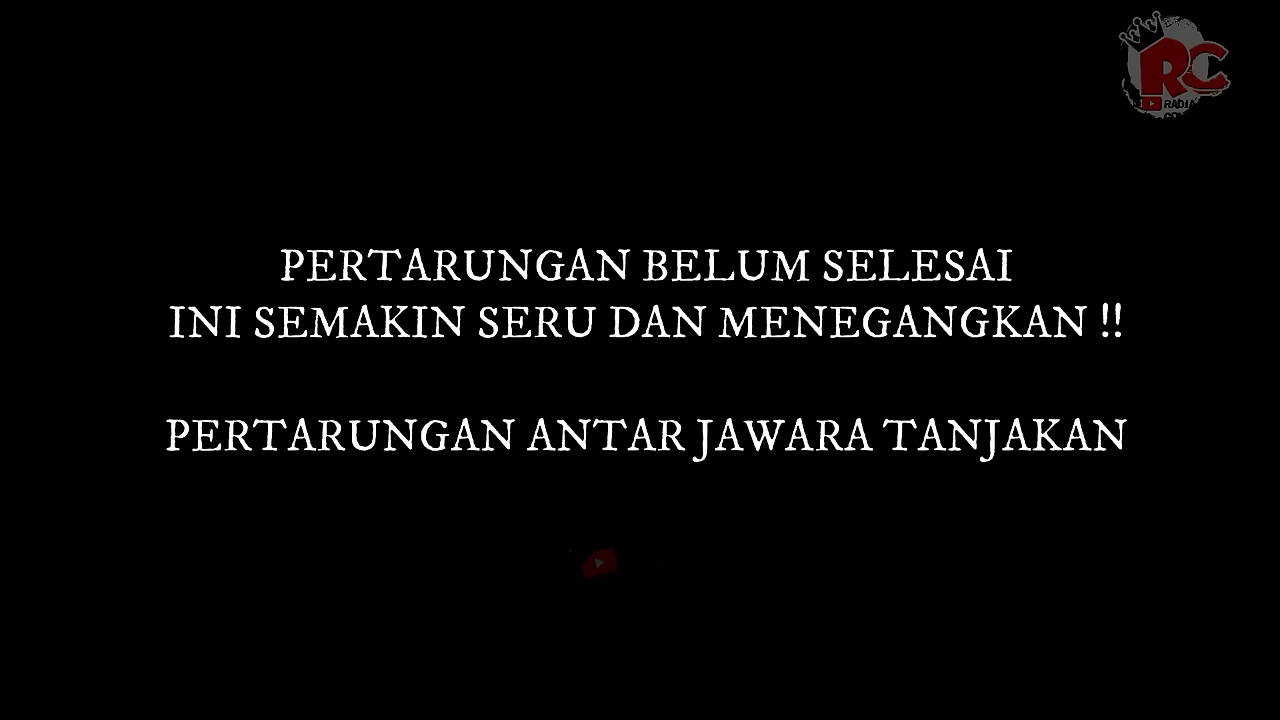 RC
PERTARUNGAN BELUM SELESAI
INI SEMAKIN SERU DAN MENEGANGKAN !!
PERTARUNGAN ANTAR JAWARA TANJAKAN